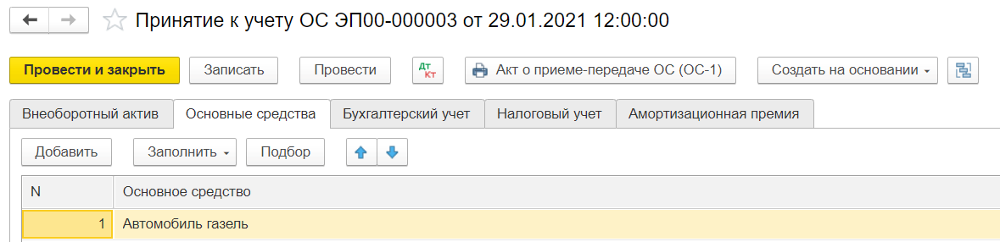 Принятие к учету ОС ЭП00-000003 от 29.01.2021 12:00:00
Провести и закрыть Записать Провести Дт Кт Акт о приеме-передаче ОС (ОС-1) Создать на основании
Внеоборотный актив Основные средства Бухгалтерский учет Налоговый учет Амортизационная премия
Добавить Заполнить Подбор
N Основное средство
1 Автомобиль газель